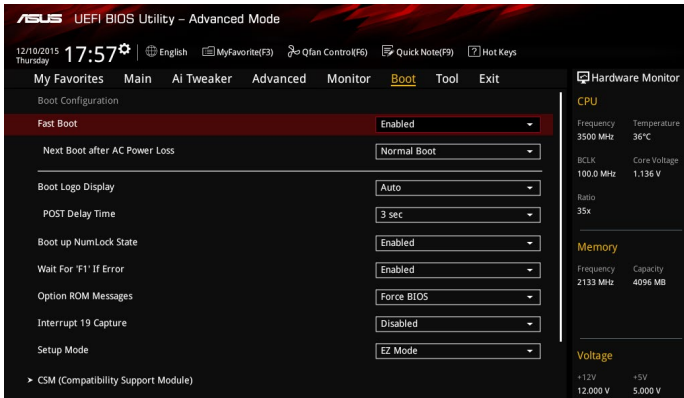 ASUS UEFI BIOS Utility – Advanced Mode
12/10/2015 Thursday 17:57 English MyFavorite(F3) Qfan Control(F6) Quick Note(F9) ? Hot Keys
My Favorites Main Ai Tweaker Advanced Monitor Boot Tool Exit
Hardware Monitor
Boot Configuration
Fast Boot Enabled
Next Boot after AC Power Loss Normal Boot
Boot Logo Display Auto
POST Delay Time 3 sec
Boot up NumLock State Enabled
Wait For 'F1' If Error Enabled
Option ROM Messages Force BIOS
Interrupt 19 Capture Disabled
Setup Mode EZ Mode
> CSM (Compatibility Support Module)
CPU
Frequency Temperature
3500 MHz 36°C
BCLK Core Voltage
100.0 MHz 1.136 V
Ratio
35x
Memory
Frequency Capacity
2133 MHz 4096 MB
Voltage
+12V +5V
12.000 V 5.000 V